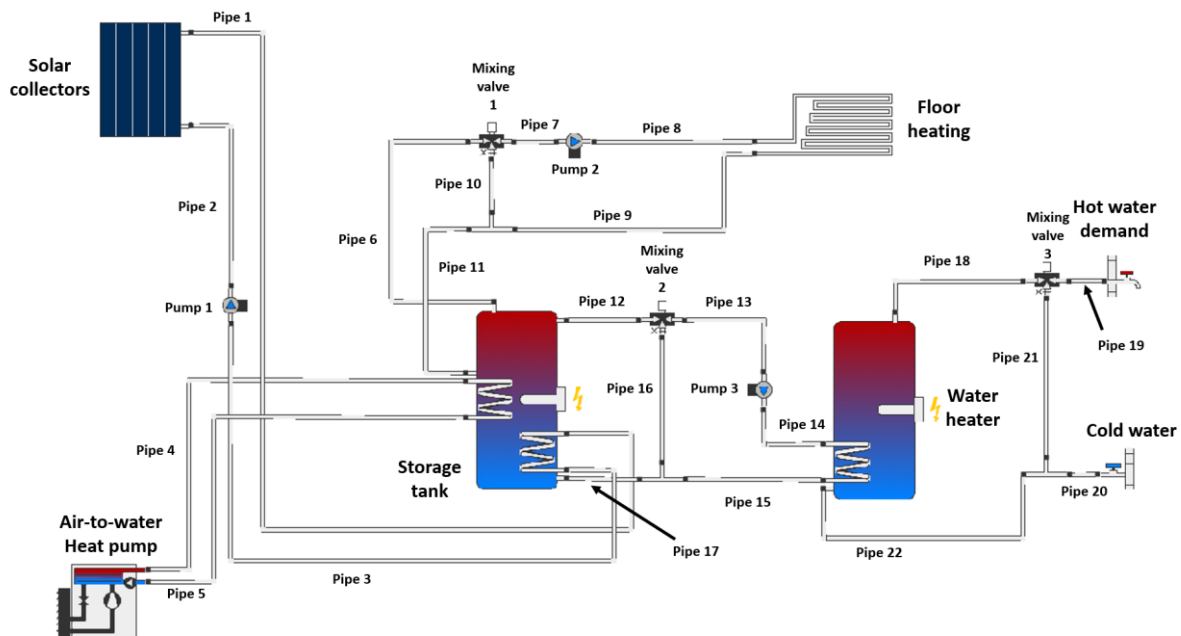 Pipe 1
Solar
collectors
Mixing
valve
1
Pipe 7
Pipe 8
Floor
heating
Pump 2
Pipe 10
Pipe 2
Pipe 9
Hot water
demand
Mixing
valve
3
Pipe 6
Mixing
valve
2
Pipe 11
Pipe 18
Pump 1
Pipe 12
Pipe 13
Pipe 19
Pipe 21
Pipe 16
Pump 3
Water
heater
Pipe 4
Pipe 14
Cold water
Storage
tank
Pipe 15
Pipe 20
Air-to-water
Heat pump
Pipe 17
Pipe 22
Pipe 3
Pipe 5